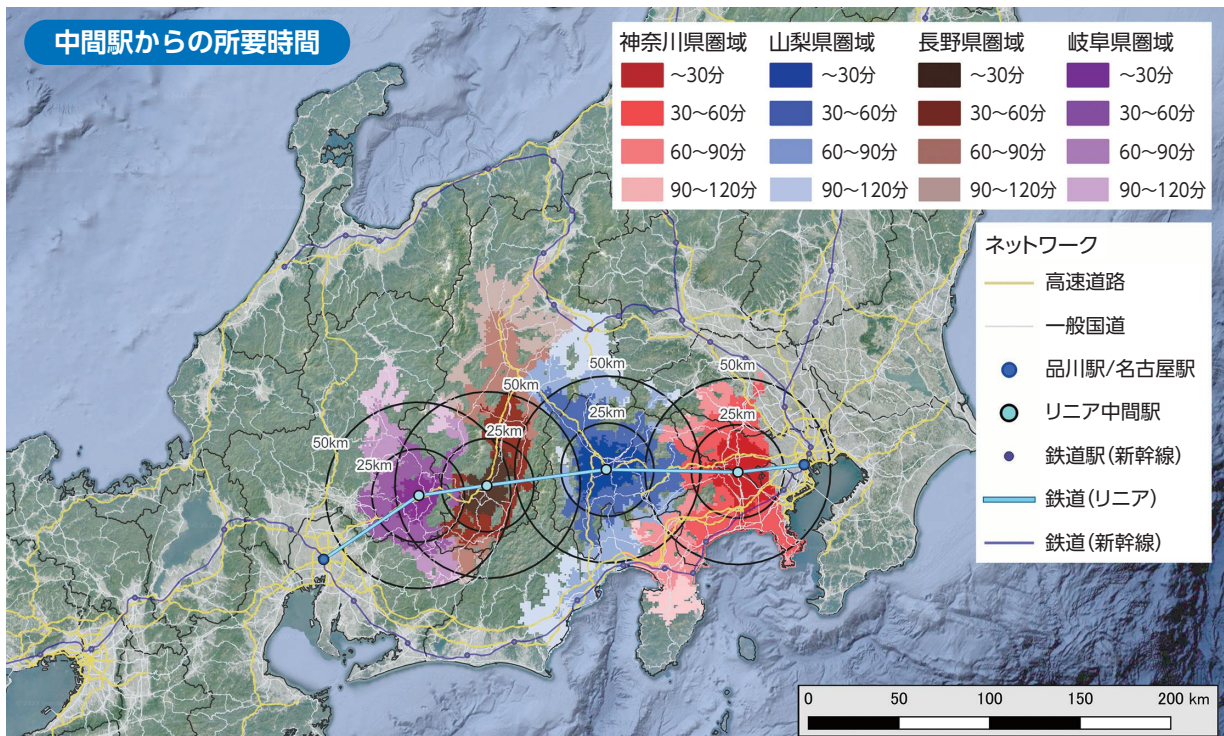 中間駅からの所要時間
神奈川県圏域 山梨県圏域 長野県圏域 岐阜県圏域
～30分 ～30分 ～30分 ～30分
30～60分 30～60分 30～60分 30～60分
60～90分 60～90分 60～90分 60～90分
90～120分 90～120分 90～120分 90～120分
ネットワーク
高速道路
一般国道
品川駅/名古屋駅
リニア中間駅
鉄道駅(新幹線)
鉄道(リニア)
鉄道(新幹線)
50km
50km
50km
25km
25km
25km
50km
25km
0 50 100 150 200 km